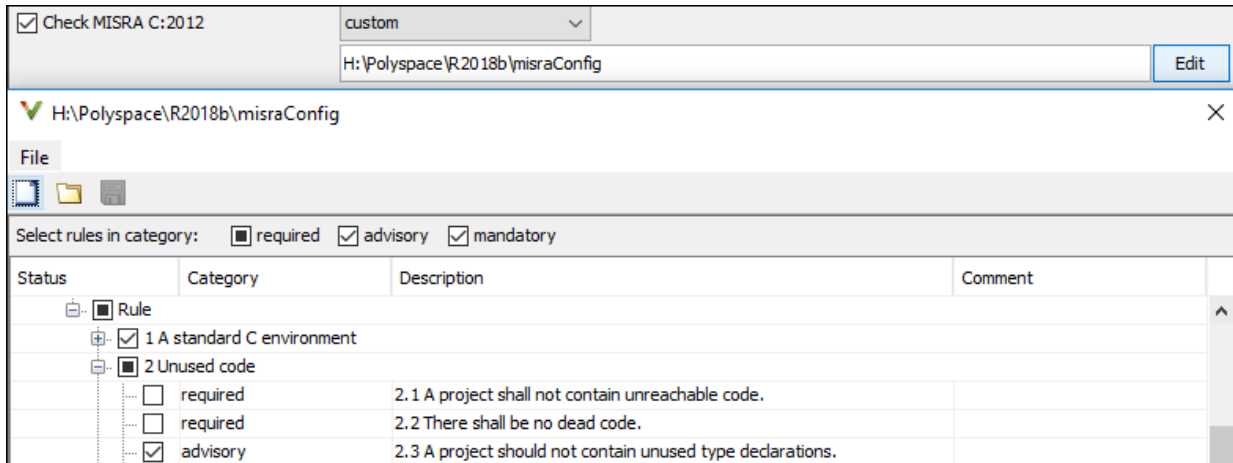 Check MISRA C:2012 custom
H:\Polyspace\R2018b\misraConfig Edit
H:\Polyspace\R2018b\misraConfig
File
Select rules in category: required advisory mandatory
Status Category Description Comment
Rule
1 A standard C environment
2 Unused code
required 2.1 A project shall not contain unreachable code.
required 2.2 There shall be no dead code.
advisory 2.3 A project should not contain unused type declarations.